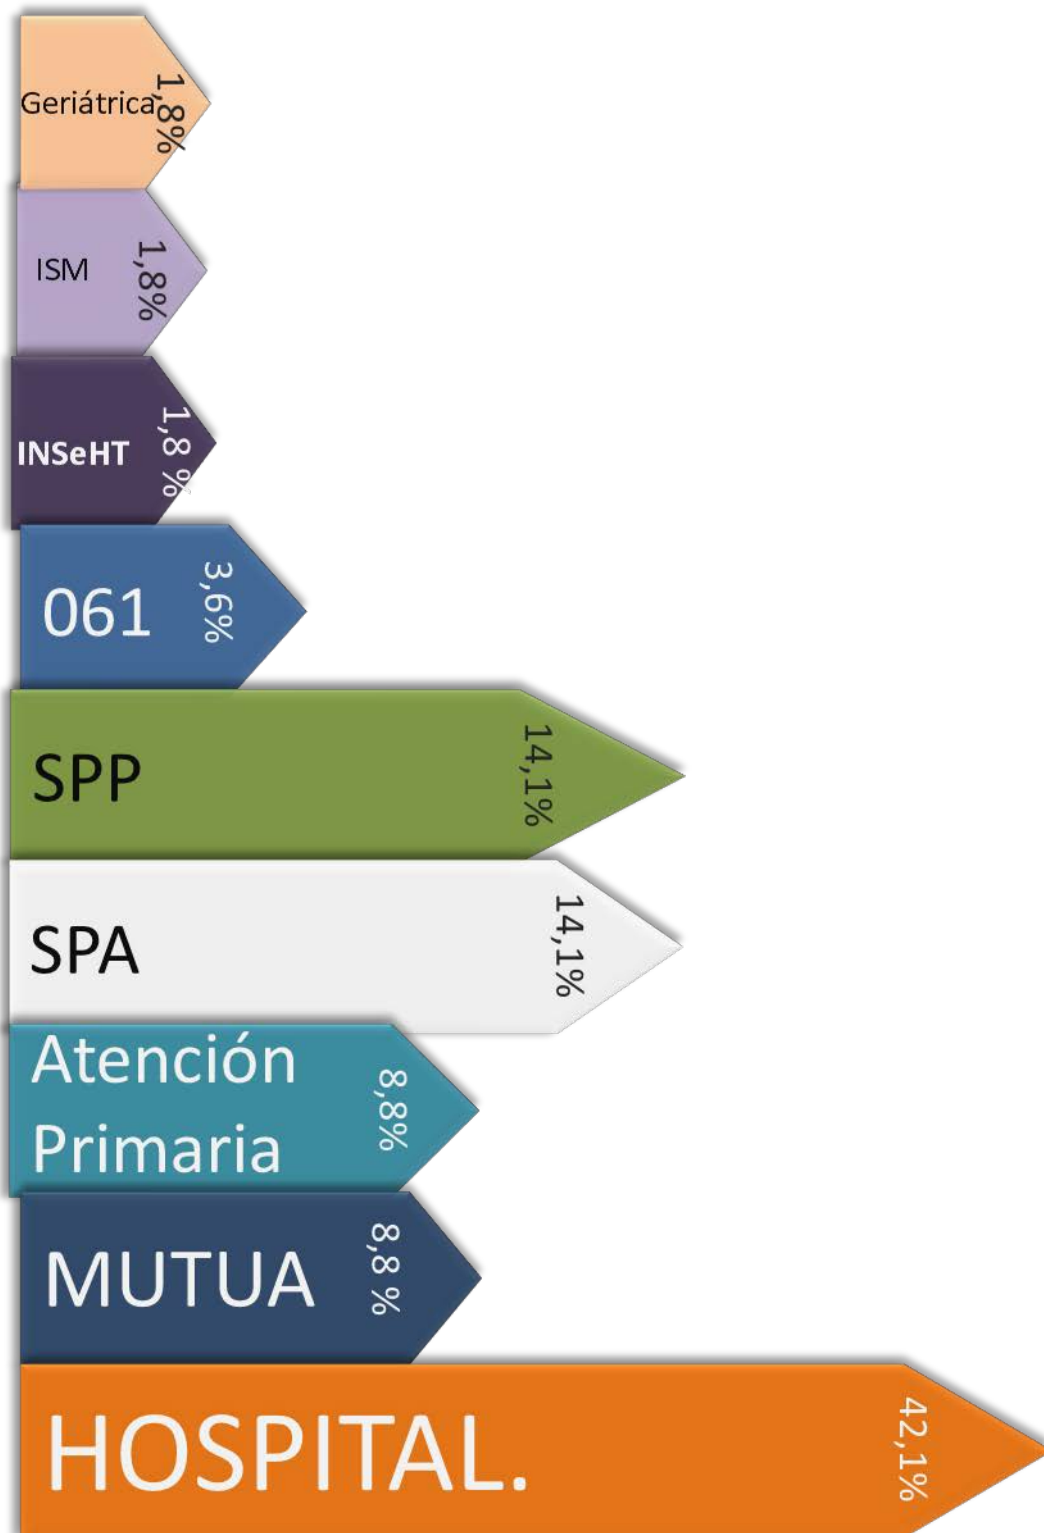 Geriátrica
1,8%
ISM
1,8%
INSeHT
1,8 %
061
3,6%
SPP
14,1%
SPA
14,1%
Atención
Primaria
8,8%
MUTUA
8,8 %
HOSPITAL.
42,1%